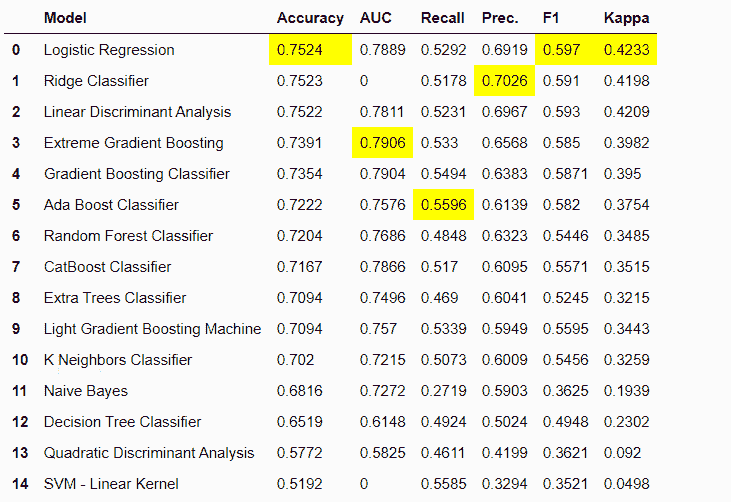 Model Accuracy AUC Recall Prec. F1 Kappa
0 Logistic Regression 0.7524 0.7889 0.5292 0.6919 0.597 0.4233
1 Ridge Classifier 0.7523 0 0.5178 0.7026 0.591 0.4198
2 Linear Discriminant Analysis 0.7522 0.7811 0.5231 0.6967 0.593 0.4209
3 Extreme Gradient Boosting 0.7391 0.7906 0.533 0.6568 0.585 0.3982
4 Gradient Boosting Classifier 0.7354 0.7904 0.5494 0.6383 0.5871 0.395
5 Ada Boost Classifier 0.7222 0.7576 0.5596 0.6139 0.582 0.3754
6 Random Forest Classifier 0.7204 0.7686 0.4848 0.6323 0.5446 0.3485
7 CatBoost Classifier 0.7167 0.7866 0.517 0.6095 0.5571 0.3515
8 Extra Trees Classifier 0.7094 0.7496 0.469 0.6041 0.5245 0.3215
9 Light Gradient Boosting Machine 0.7094 0.757 0.5339 0.5949 0.5595 0.3443
10 K Neighbors Classifier 0.702 0.7215 0.5073 0.6009 0.5456 0.3259
11 Naive Bayes 0.6816 0.7272 0.2719 0.5903 0.3625 0.1939
12 Decision Tree Classifier 0.6519 0.6148 0.4924 0.5024 0.4948 0.2302
13 Quadratic Discriminant Analysis 0.5772 0.5825 0.4611 0.4199 0.3621 0.092
14 SVM - Linear Kernel 0.5192 0 0.5585 0.3294 0.3521 0.0498